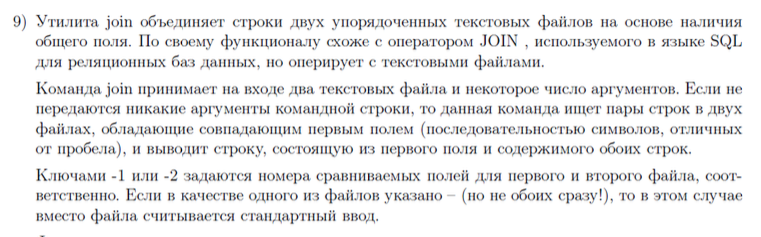 9) Утилита join объединяет строки двух упорядоченных текстовых файлов на основе наличия
общего поля. По своему функционалу схоже с оператором JOIN , используемого в языке SQL
для реляционных баз данных, но оперирует с текстовыми файлами.
Команда join принимает на входе два текстовых файла и некоторое число аргументов. Если не
передаются никакие аргументы командной строки, то данная команда ищет пары строк в двух
файлах, обладающие совпадающим первым полем (последовательностью символов, отличных
от пробела), и выводит строку, состоящую из первого поля и содержимого обоих строк.
Ключами -1 или -2 задаются номера сравниваемых полей для первого и второго файла, соот-
ветственно. Если в качестве одного из файлов указано – (но не обоих сразу!), то в этом случае
вместо файла считывается стандартный ввод.